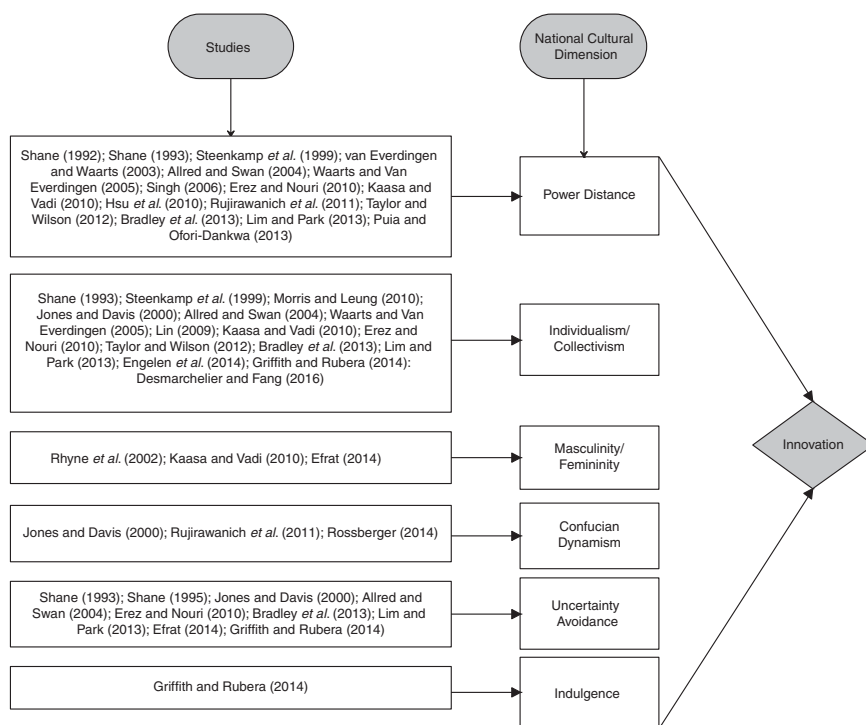 Studies
National Cultural
Dimension
Shane (1992); Shane (1993); Steenkamp et al. (1999); van Everdingen
and Waarts (2003); Allred and Swan (2004); Waarts and Van
Everdingen (2005); Singh (2006); Erez and Nouri (2010); Kaasa and
Vadi (2010); Hsu et al. (2010); Rujirawanich et al. (2011); Taylor and
Wilson (2012); Bradley et al. (2013); Lim and Park (2013); Puia and
Ofori-Dankwa (2013)
Power Distance
Shane (1993); Steenkamp et al. (1999); Morris and Leung (2010);
Jones and Davis (2000); Allred and Swan (2004); Waarts and Van
Everdingen (2005); Lin (2009); Kaasa and Vadi (2010); Erez and
Nouri (2010); Taylor and Wilson (2012); Bradley et al. (2013); Lim and
Park (2013); Engelen et al. (2014); Griffith and Rubera (2014):
Desmarchelier and Fang (2016)
Individualism/
Collectivism
Rhyne et al. (2002); Kaasa and Vadi (2010); Efrat (2014)
Masculinity/
Femininity
Innovation
Jones and Davis (2000); Rujirawanich et al. (2011); Rossberger (2014)
Confucian
Dynamism
Shane (1993); Shane (1995); Jones and Davis (2000); Allred and
Swan (2004); Erez and Nouri (2010); Bradley et al. (2013); Lim and
Park (2013); Efrat (2014); Griffith and Rubera (2014)
Uncertainty
Avoidance
Griffith and Rubera (2014)
Indulgence